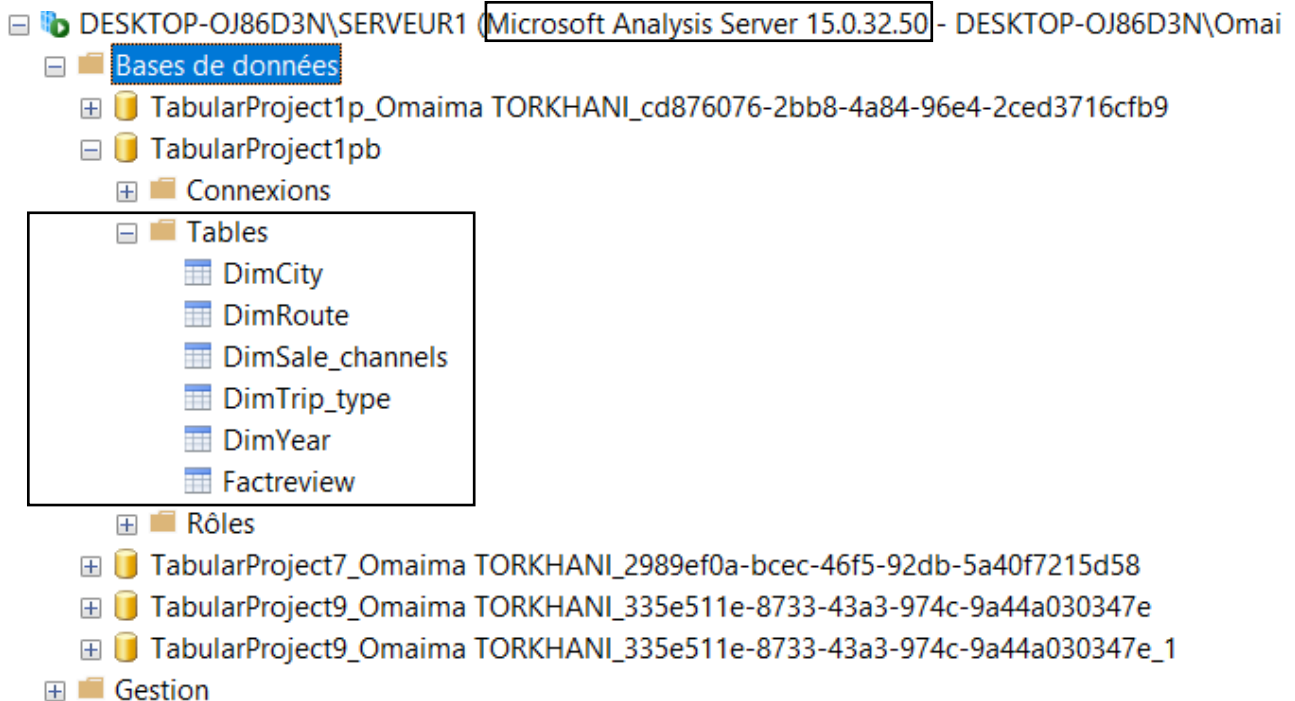 DESKTOP-OJ86D3N\SERVEUR1 (Microsoft Analysis Server 15.0.32.50 - DESKTOP-OJ86D3N\Omai
Bases de données
TabularProject1p_Omaima TORKHANI_cd876076-2bb8-4a84-96e4-2ced3716cfb9
TabularProject1pb
Connexions
Tables
DimCity
DimRoute
DimSale_channels
DimTrip_type
DimYear
Factreview
Rôles
TabularProject7_Omaima TORKHANI_2989ef0a-bcec-46f5-92db-5a40f7215d58
TabularProject9_Omaima TORKHANI_335e511e-8733-43a3-974c-9a44a030347e
TabularProject9_Omaima TORKHANI_335e511e-8733-43a3-974c-9a44a030347e_1
Gestion